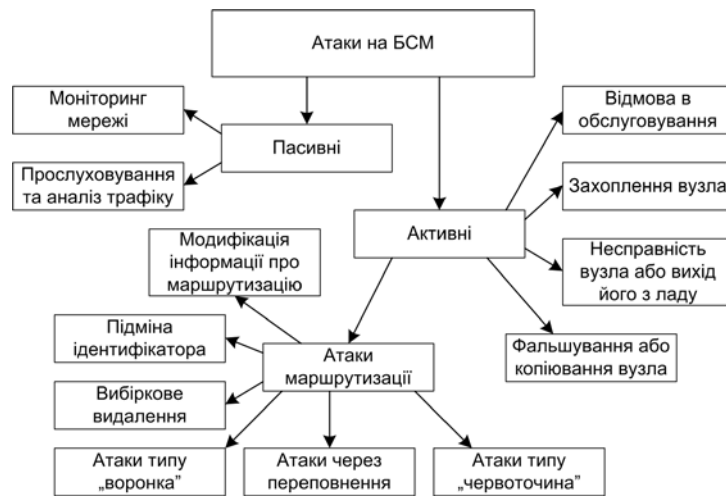 Атаки на БСМ
Моніторинг
мережі
Пасивні
Прослуховування
та аналіз трафіку
Відмова в
обслуговування
Захоплення вузла
Активні
Несправність
вузла або вихід
його з ладу
Фальшування або
копіювання вузла
Модифікація
інформації про
маршрутизацію
Підміна
ідентифікатора
Атаки
маршрутизації
Вибіркове
видалення
Атаки типу
„воронка”
Атаки через
переповнення
Атаки типу
„червоточина”